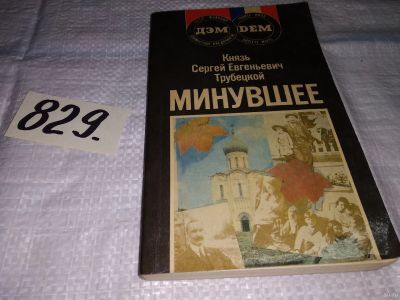 ДЭМ DEM
Князь
Сергей Евгеньевич
Трубецкой
МИНУВШЕЕ
829.